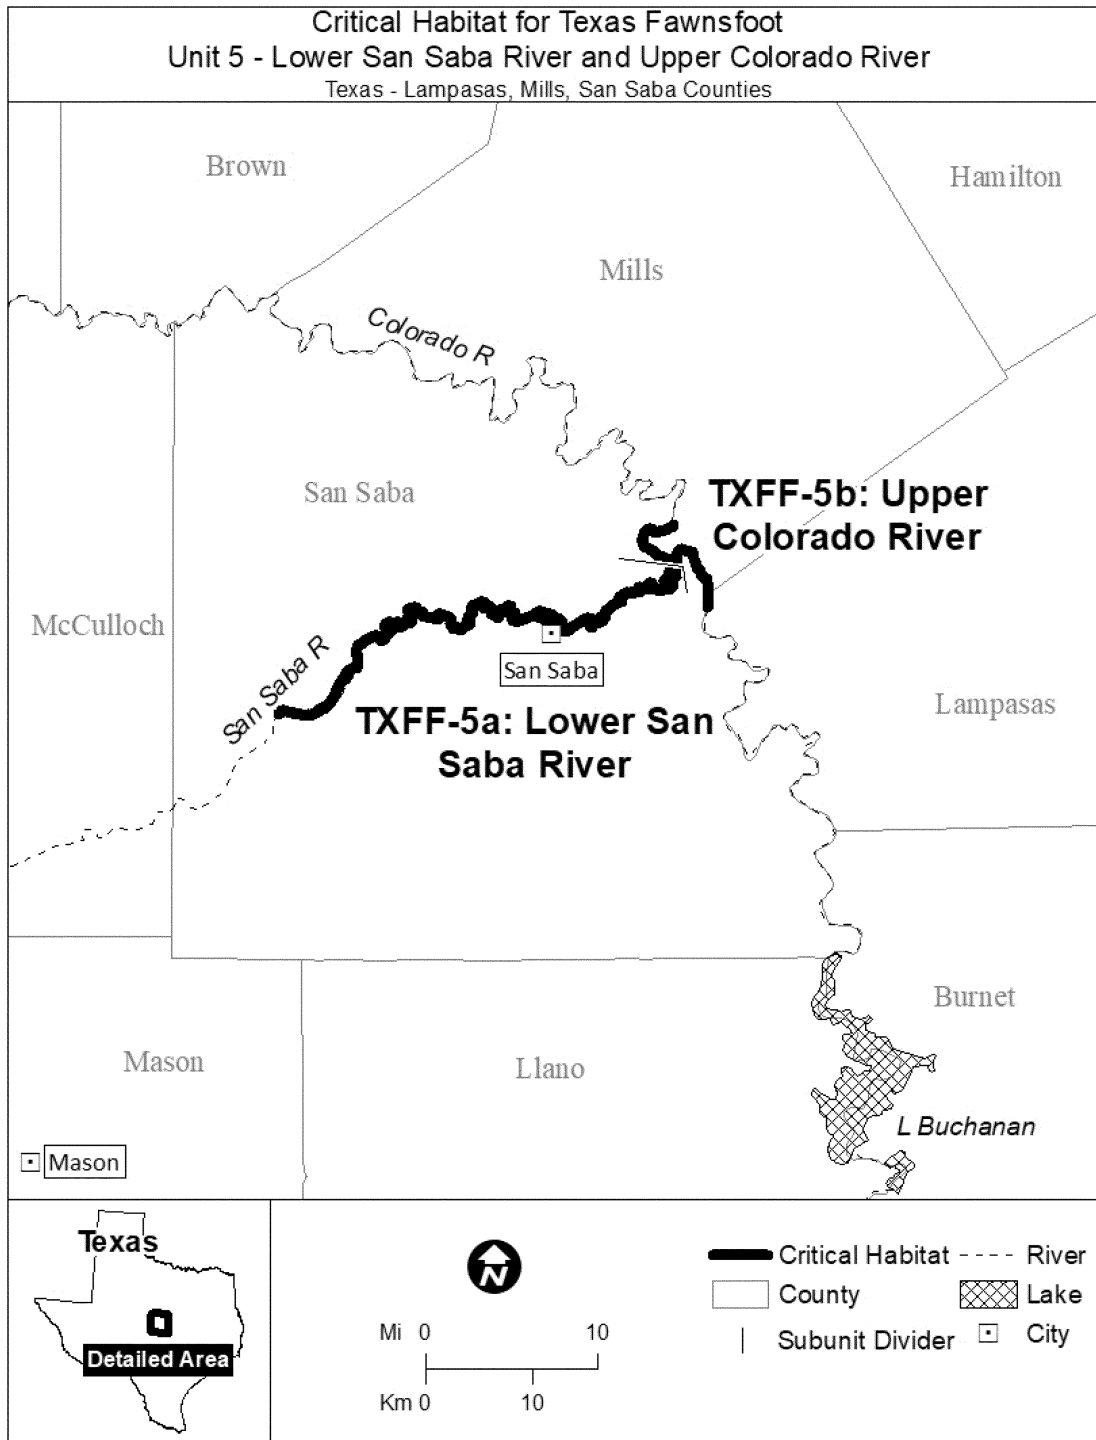 Critical Habitat for Texas Fawnsfoot
Unit 5 - Lower San Saba River and Upper Colorado River
Texas - Lampasas, Mills, San Saba Counties
Brown
Hamilton
Mills
Colorado R
San Saba
TXFF-5b: Upper
Colorado River
McCulloch
San Saba R
San Saba
TXFF-5a: Lower San
Saba River
Lampasas
Burnet
Mason
Llano
L Buchanan
Mason
Texas
Detailed Area
N
Mi 0 10
Km 0 10
Critical Habitat
River
County
Lake
Subunit Divider
City